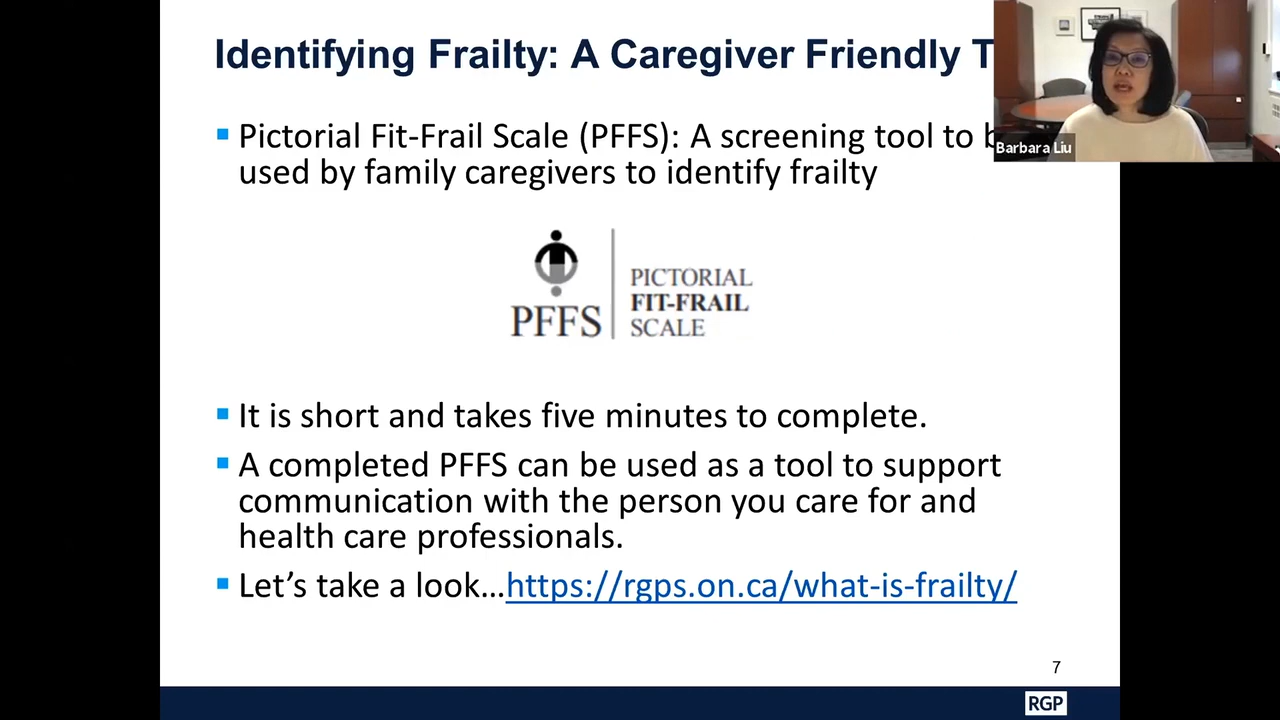 Identifying Frailty: A Caregiver Friendly T
Barbara Liu
▪ Pictorial Fit-Frail Scale (PFFS): A screening tool to
used by family caregivers to identify frailty
PFFS
PICTORIAL
FIT-FRAIL
SCALE
▪ It is short and takes five minutes to complete.
▪ A completed PFFS can be used as a tool to support
communication with the person you care for and
health care professionals.
▪ Let’s take a look…https://rgps.on.ca/what-is-frailty/
7
RGP